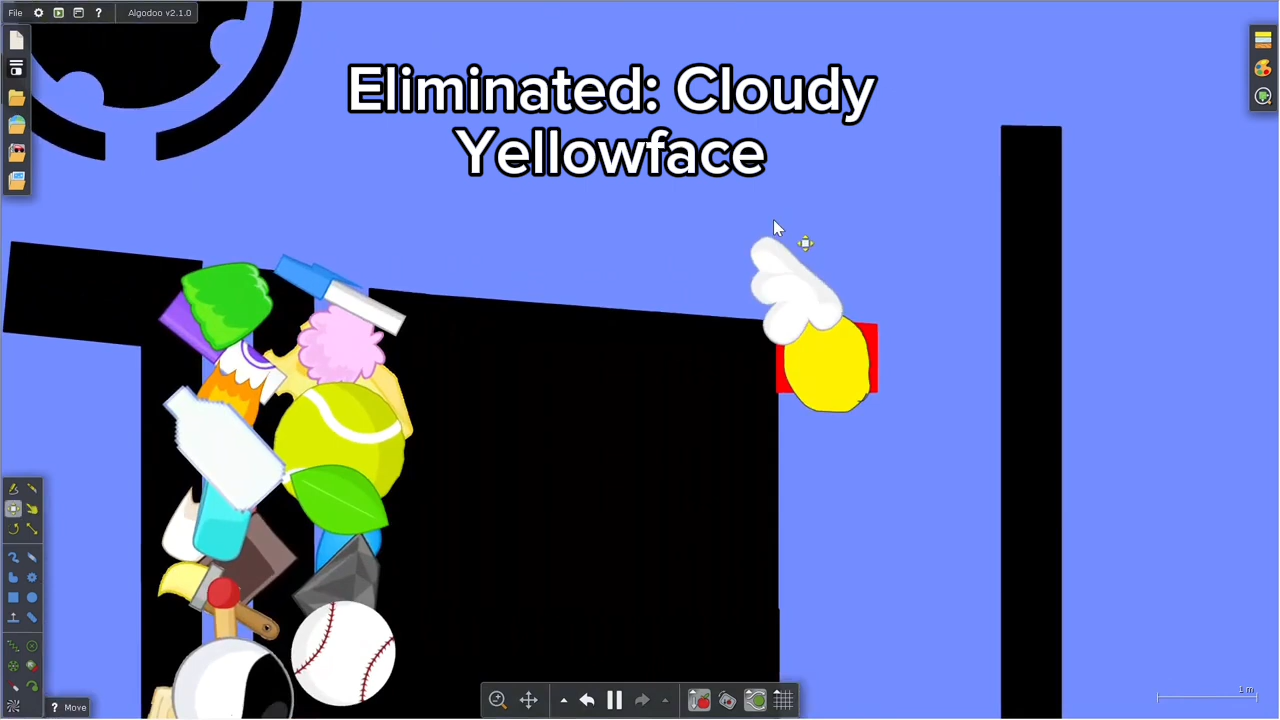 File ? Algodoo v2.1.0
Eliminated: Cloudy
Yellowface
? Move
1 m